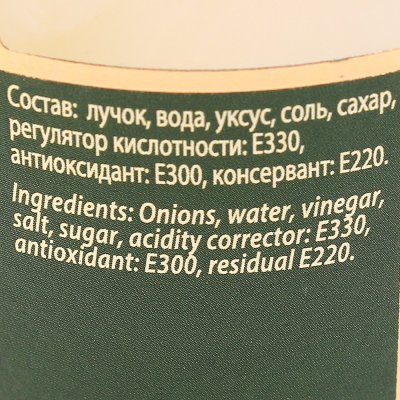 Состав: лучок, вода, уксус, соль, сахар,
регулятор кислотности: Е330,
антиоксидант: Е300, консервант: Е220.
Ingredients: Onions, water, vinegar,
salt, sugar, acidity corrector: E330,
antioxidant: E300, residual E220.